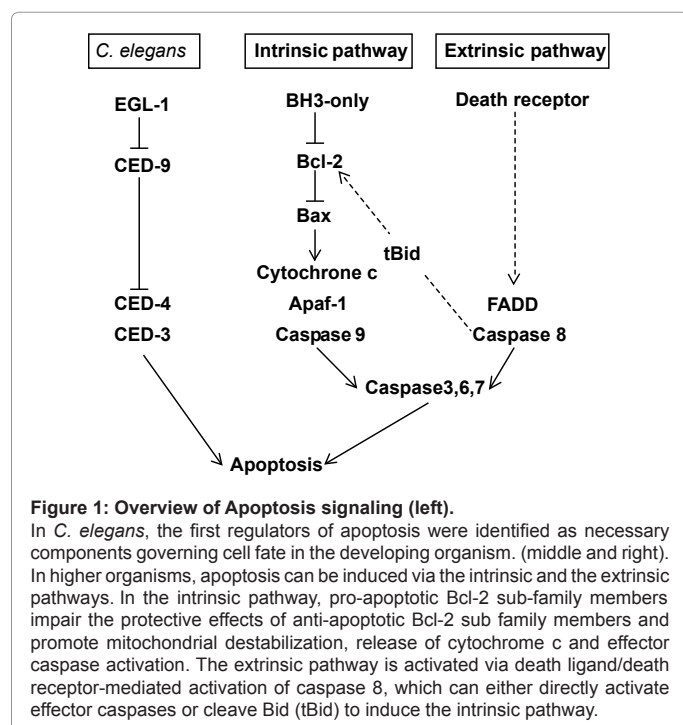 C. elegans
Intrinsic pathway
Extrinsic pathway
EGL-1
BH3-only
Death receptor
CED-9
Bcl-2
Bax
tBid
Cytochrome c
CED-4
Apaf-1
FADD
CED-3
Caspase 9
Caspase 8
Caspase3,6,7
Apoptosis
Figure 1: Overview of Apoptosis signaling (left).
In C. elegans, the first regulators of apoptosis were identified as necessary
components governing cell fate in the developing organism. (middle and right).
In higher organisms, apoptosis can be induced via the intrinsic and the extrinsic
pathways. In the intrinsic pathway, pro-apoptotic Bcl-2 sub-family members
impair the protective effects of anti-apoptotic Bcl-2 sub family members and
promote mitochondrial destabilization, release of cytochrome c and effector
caspase activation. The extrinsic pathway is activated via death ligand/death
receptor-mediated activation of caspase 8, which can either directly activate
effector caspases or cleave Bid (tBid) to induce the intrinsic pathway.